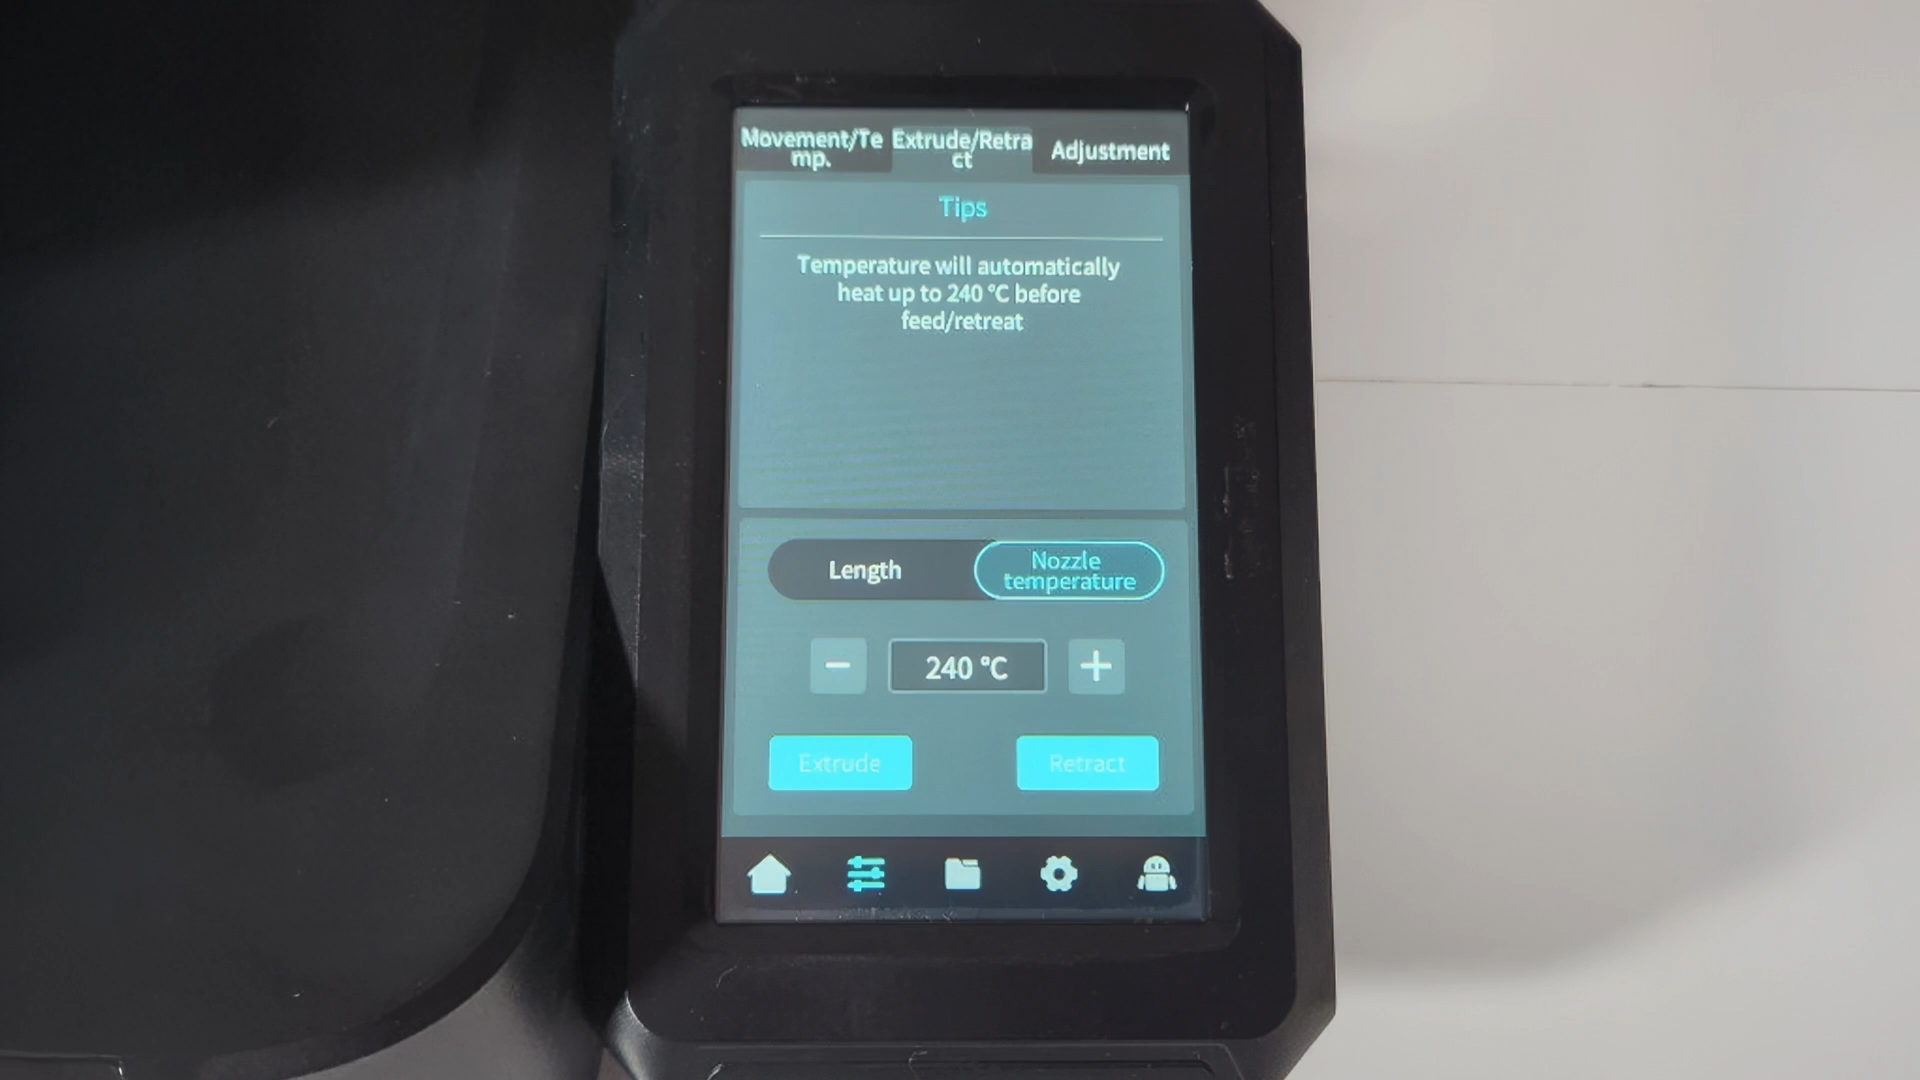 Movement/Te
mp.
Extrude/Retra
ct
Adjustment
Tips
Temperature will automatically
heat up to 240 °C before
feed/retreat
Length
Nozzle
temperature
− 240 °C +
Extrude
Retract